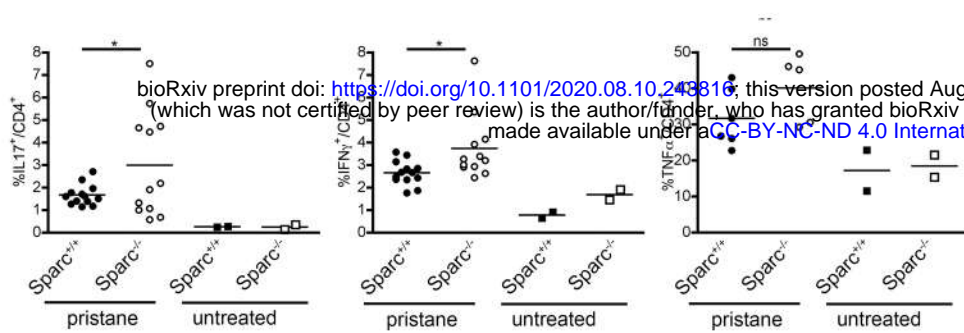 *
*
ns
8
7
6
5
4
3
2
1
0
%IL17+/CD4+
8
7
6
5
4
3
2
1
0
%IFNγ+/CD4+
50
40
30
20
10
0
%TNFα+/CD4+
bioRxiv preprint doi: https://doi.org/10.1101/2020.08.10.243816; this version posted Aug
(which was not certified by peer review) is the author/funder, who has granted bioRxiv
made available under aCC-BY-NC-ND 4.0 Internat
Sparc+/+
Sparc-/-
Sparc+/+
Sparc-/-
Sparc+/+
Sparc-/-
Sparc+/+
Sparc-/-
Sparc+/+
Sparc-/-
Sparc+/+
Sparc-/-
pristane
untreated
pristane
untreated
pristane
untreated